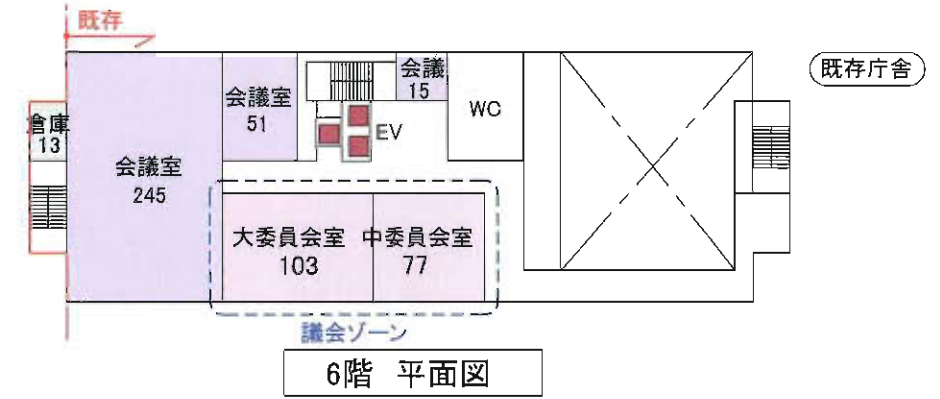 既存
既存庁舎
倉庫
13
会議室
245
会議室
51
会議
15
EV
WC
大委員会室
103
中委員会室
77
議会ゾーン
6階 平面図